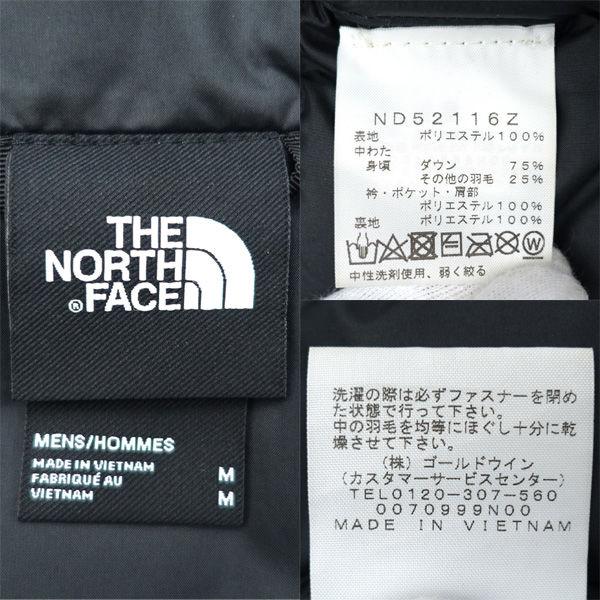 THE
NORTH
FACE
®
MENS/HOMMES
MADE IN VIETNAM M
FABRIQUÉ AU
VIETNAM M
ND52116Z
表地 ポリエステル100%
中わた
身頃 ダウン 75%
その他の羽毛 25%
衿・ポケット・肩部
ポリエステル100%
裏地 ポリエステル100%
W
中性洗剤使用、弱く絞る
洗濯の際は必ずファスナーを閉め
た状態で行って下さい。
中の羽毛を均等にほぐし十分に乾
燥させて下さい。
(株)ゴールドウイン
(カスタマーサービスセンター)
TEL0120-307-560
0070999N00
MADE IN VIETNAM